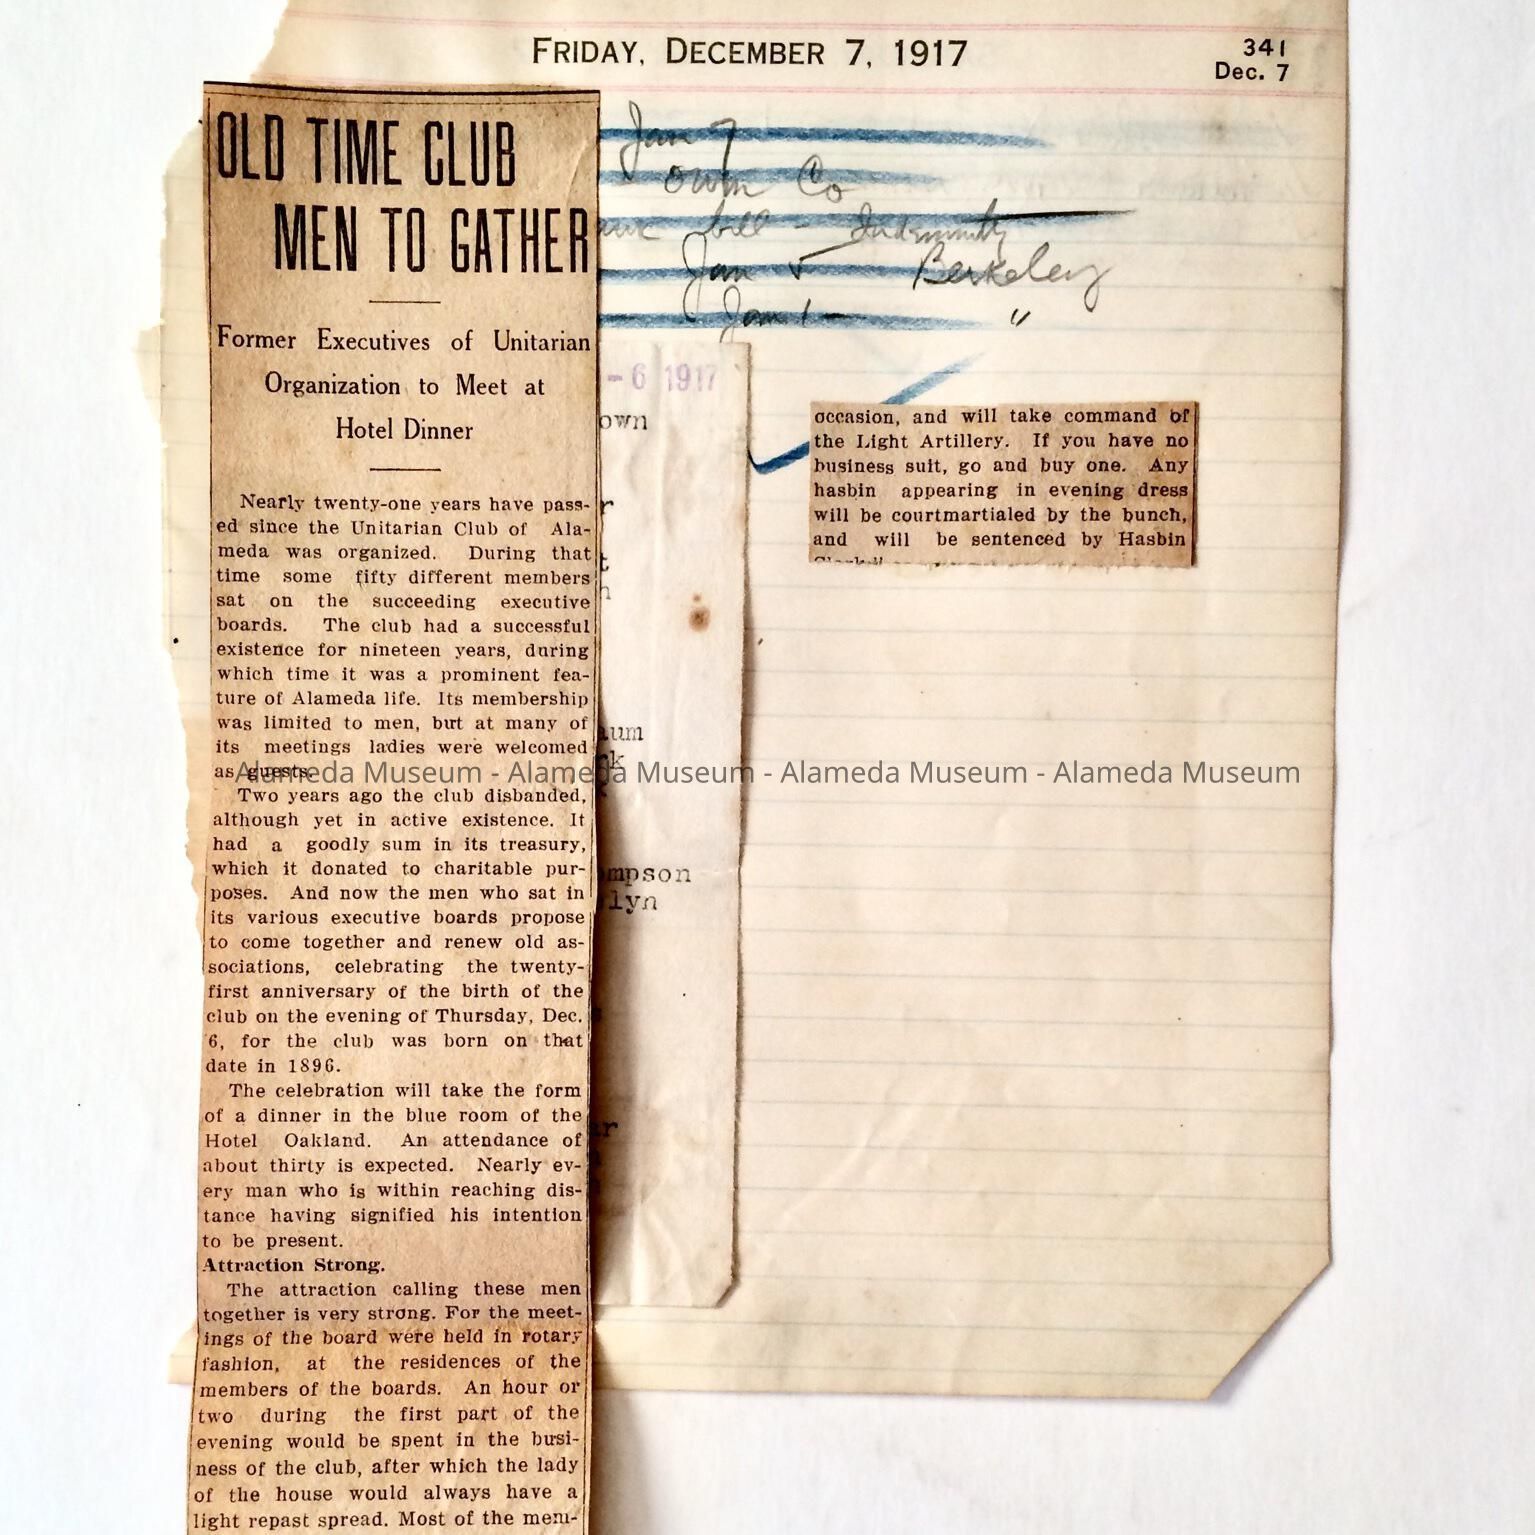 FRIDAY, DECEMBER 7, 1917
341
Dec. 7
Jan 7
Own Co
bill - Indemnity
Jan 5 Berkeley
Jan 1 - "
OLD TIME CLUB
MEN TO GATHER
Former Executives of Unitarian
Organization to Meet at
Hotel Dinner
Nearly twenty-one years have pass-
ed since the Unitarian Club of Ala-
meda was organized. During that
time some fifty different members
sat on the succeeding executive
boards. The club had a successful
existence for nineteen years, during
which time it was a prominent fea-
ture of Alameda life. Its membership
was limited to men, but at many of
its meetings ladies were welcomed
as guests.
Two years ago the club disbanded,
although yet in active existence. It
had a goodly sum in its treasury,
which it donated to charitable pur-
poses. And now the men who sat in
its various executive boards propose
to come together and renew old as-
sociations, celebrating the twenty-
first anniversary of the birth of the
club on the evening of Thursday, Dec.
6, for the club was born on that
date in 1896.
The celebration will take the form
of a dinner in the blue room of the
Hotel Oakland. An attendance of
about thirty is expected. Nearly ev-
ery man who is within reaching dis-
tance having signified his intention
to be present.
Attraction Strong.
The attraction calling these men
together is very strong. For the meet-
ings of the board were held in rotary
fashion, at the residences of the
members of the boards. An hour or
two during the first part of the
evening would be spent in the busi-
ness of the club, after which the lady
of the house would always have a
light repast spread. Most of the mem-
-6 1917
own
r
t
h
aum
rk
mpson
lyn
ar
occasion, and will take command of
the Light Artillery. If you have no
business suit, go and buy one. Any
hasbin appearing in evening dress
will be courtmartialed by the bunch,
and will be sentenced by Hasbin
Alameda Museum - Alameda Museum - Alameda Museum - Alameda Museum